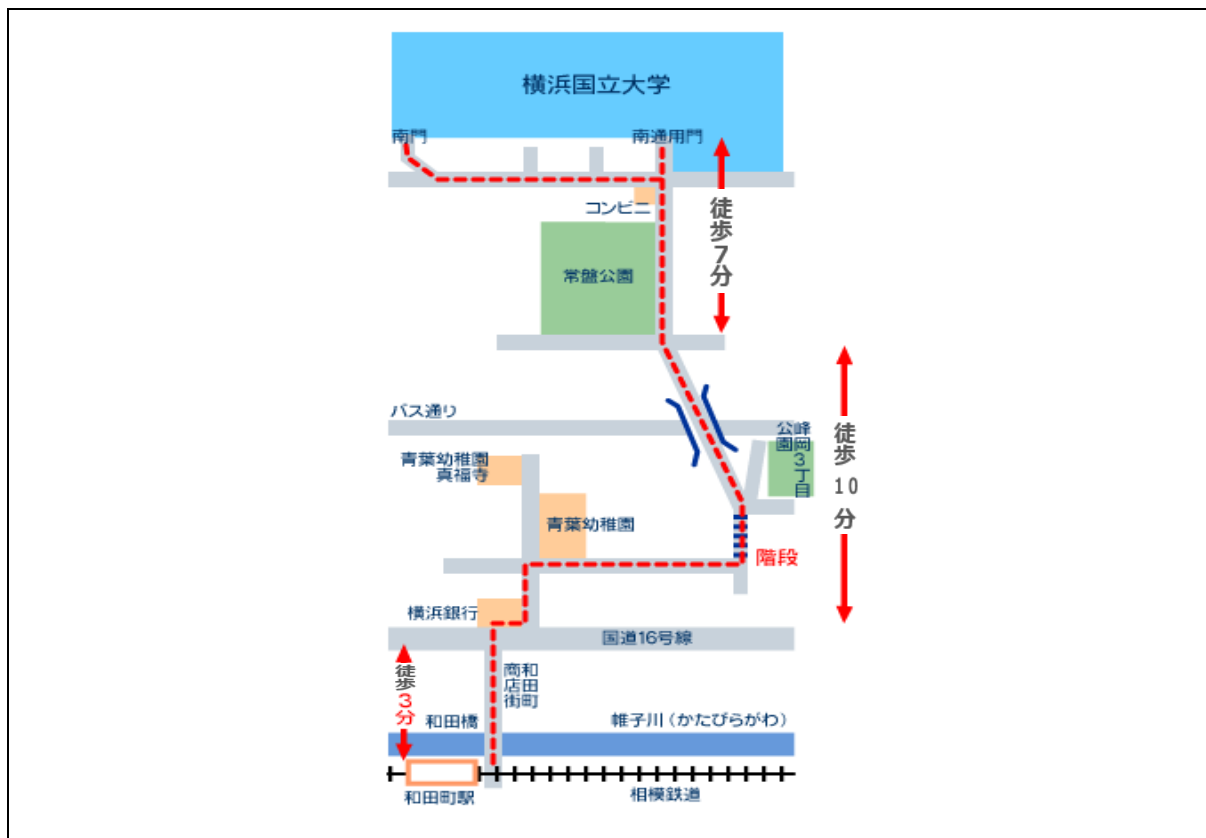 横浜国立大学
南門
南通用門
コンビニ
徒歩7分
常盤公園
バス通り
峰岡3丁目
公園
徒歩10分
青葉幼稚園
真福寺
青葉幼稚園
階段
横浜銀行
国道16号線
徒歩3分
和田町
商店街
和田橋
帷子川(かたびらがわ)
和田町駅
相模鉄道